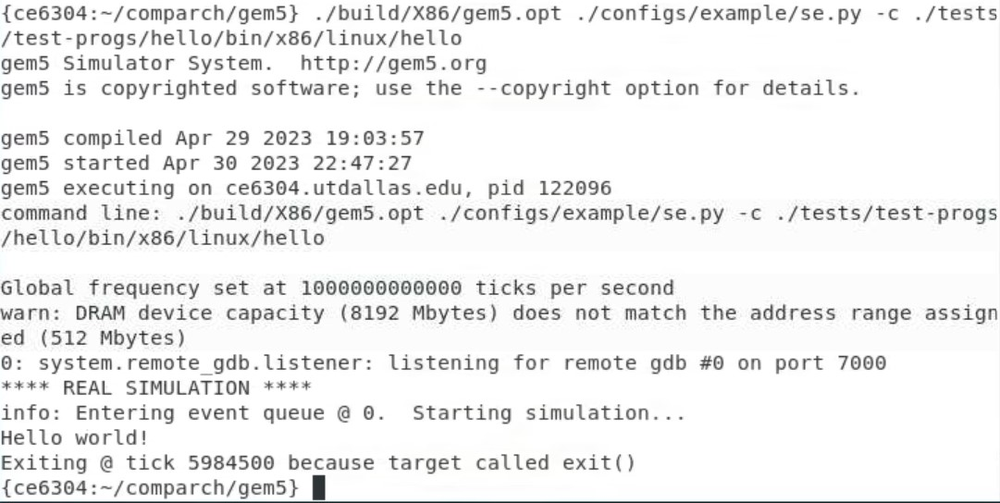 {ce6304:~/comparch/gem5} ./build/X86/gem5.opt ./configs/example/se.py -c ./tests
/test-progs/hello/bin/x86/linux/hello
gem5 Simulator System.  http://gem5.org
gem5 is copyrighted software; use the --copyright option for details.

gem5 compiled Apr 29 2023 19:03:57
gem5 started Apr 30 2023 22:47:27
gem5 executing on ce6304.utdallas.edu, pid 122096
command line: ./build/X86/gem5.opt ./configs/example/se.py -c ./tests/test-progs
/hello/bin/x86/linux/hello

Global frequency set at 1000000000000 ticks per second
warn: DRAM device capacity (8192 Mbytes) does not match the address range assign
ed (512 Mbytes)
0: system.remote_gdb.listener: listening for remote gdb #0 on port 7000
**** REAL SIMULATION ****
info: Entering event queue @ 0.  Starting simulation...
Hello world!
Exiting @ tick 5984500 because target called exit()
{ce6304:~/comparch/gem5}